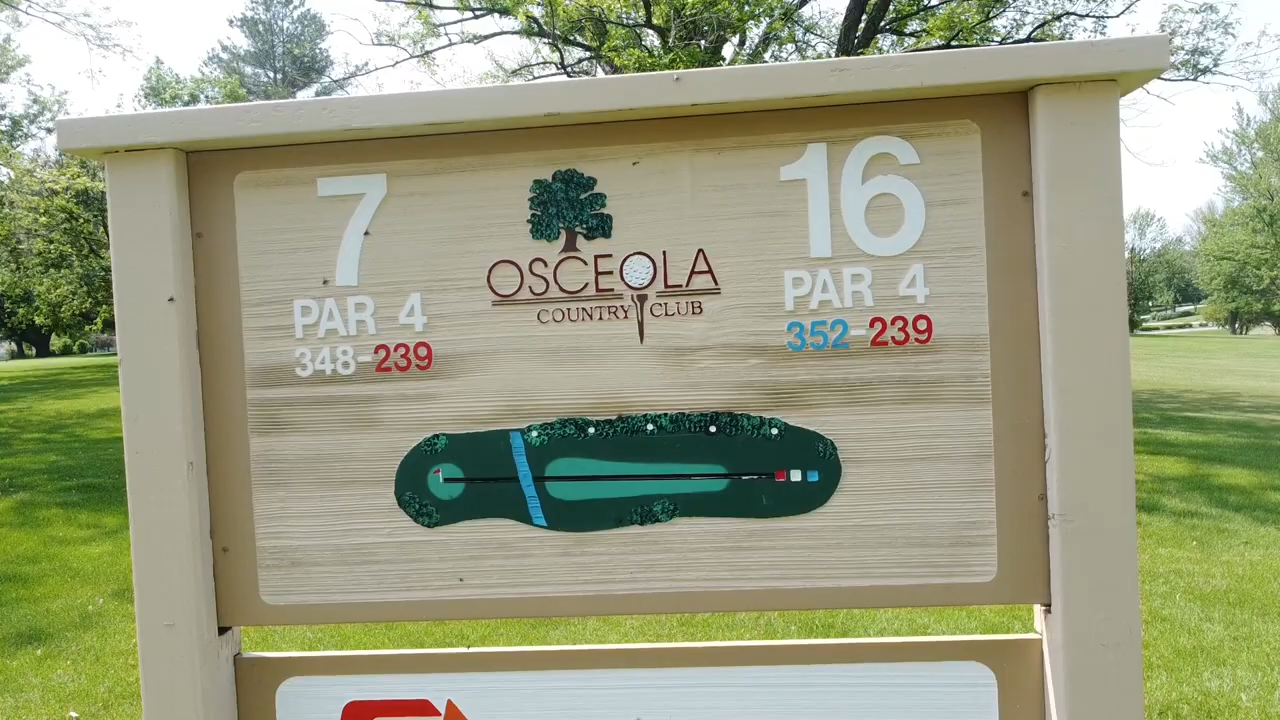 7
PAR 4
348-239
OSCEOLA
COUNTRY CLUB
16
PAR 4
352-239